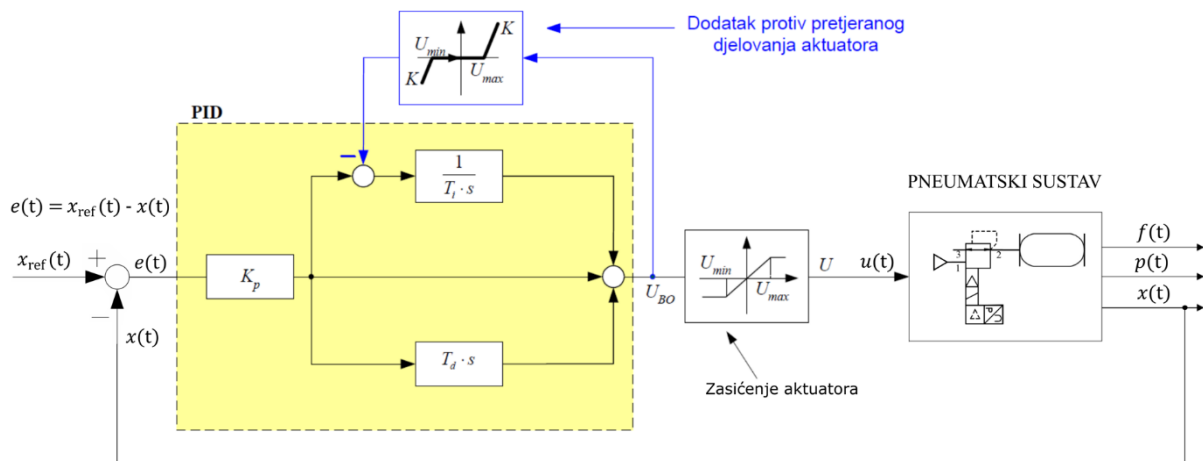 Dodatak protiv pretjeranog
djelovanja aktuatora
K
U_min
U_max
K
PID
−
1
T_i · s
PNEUMATSKI SUSTAV
e(t) = x_ref(t) - x(t)
x_ref(t)
+
e(t)
K_p
U_BO
U_min
U_max
U
u(t)
3
2
1
P
U
f(t)
p(t)
x(t)
−
x(t)
T_d · s
Zasićenje aktuatora